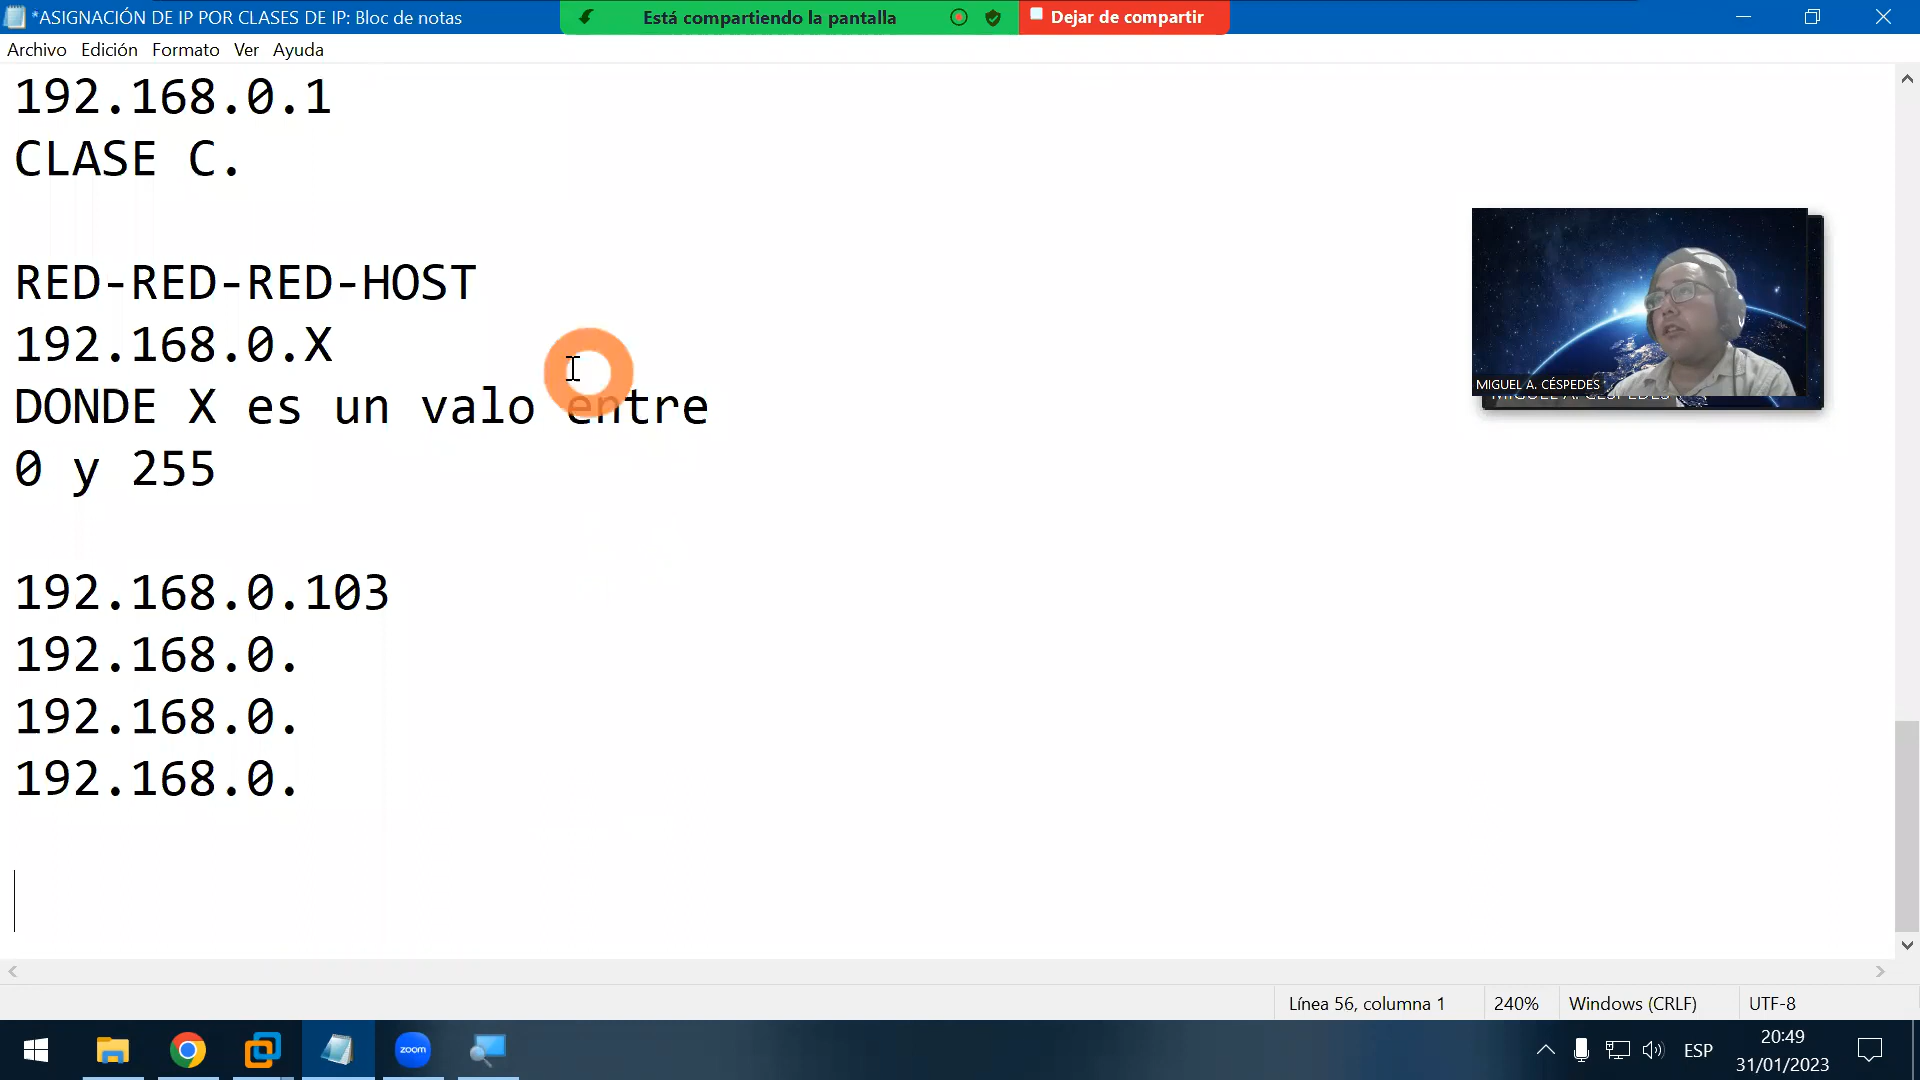 *ASIGNACIÓN DE IP POR CLASES DE IP: Bloc de notas
Está compartiendo la pantalla
Dejar de compartir
Archivo Edición Formato Ver Ayuda
192.168.0.1
CLASE C.
RED-RED-RED-HOST
192.168.0.X
DONDE X es un valo entre
0 y 255
192.168.0.103
192.168.0.
192.168.0.
192.168.0.
MIGUEL A. CÉSPEDES
MIGUEL A. CÉSPEDES
Línea 56, columna 1
240%
Windows (CRLF)
UTF-8
zoom
ESP
20:49
31/01/2023